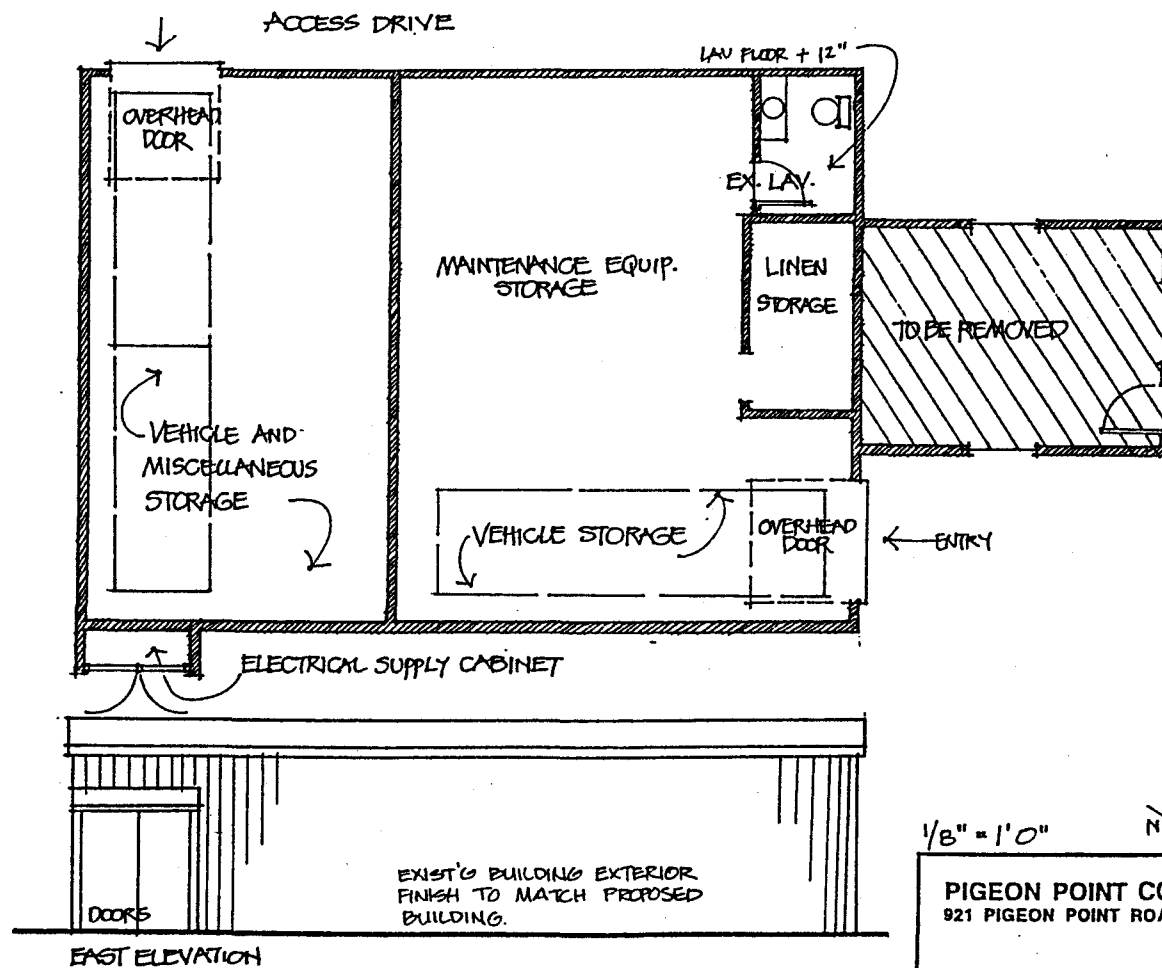 ACCESS DRIVE
LAV FLOOR + 12"
OVERHEAD
DOOR
EX. LAV.
MAINTENANCE EQUIP.
STORAGE
LINEN
STORAGE
TO BE REMOVED
VEHICLE AND
MISCELLANEOUS
STORAGE
VEHICLE STORAGE
OVERHEAD
DOOR
ENTRY
ELECTRICAL SUPPLY CABINET
EXIST'G BUILDING EXTERIOR
FINISH TO MATCH PROPOSED
BUILDING.
DOORS
EAST ELEVATION
1/8" = 1'0"
N
PIGEON POINT CO
921 PIGEON POINT ROA